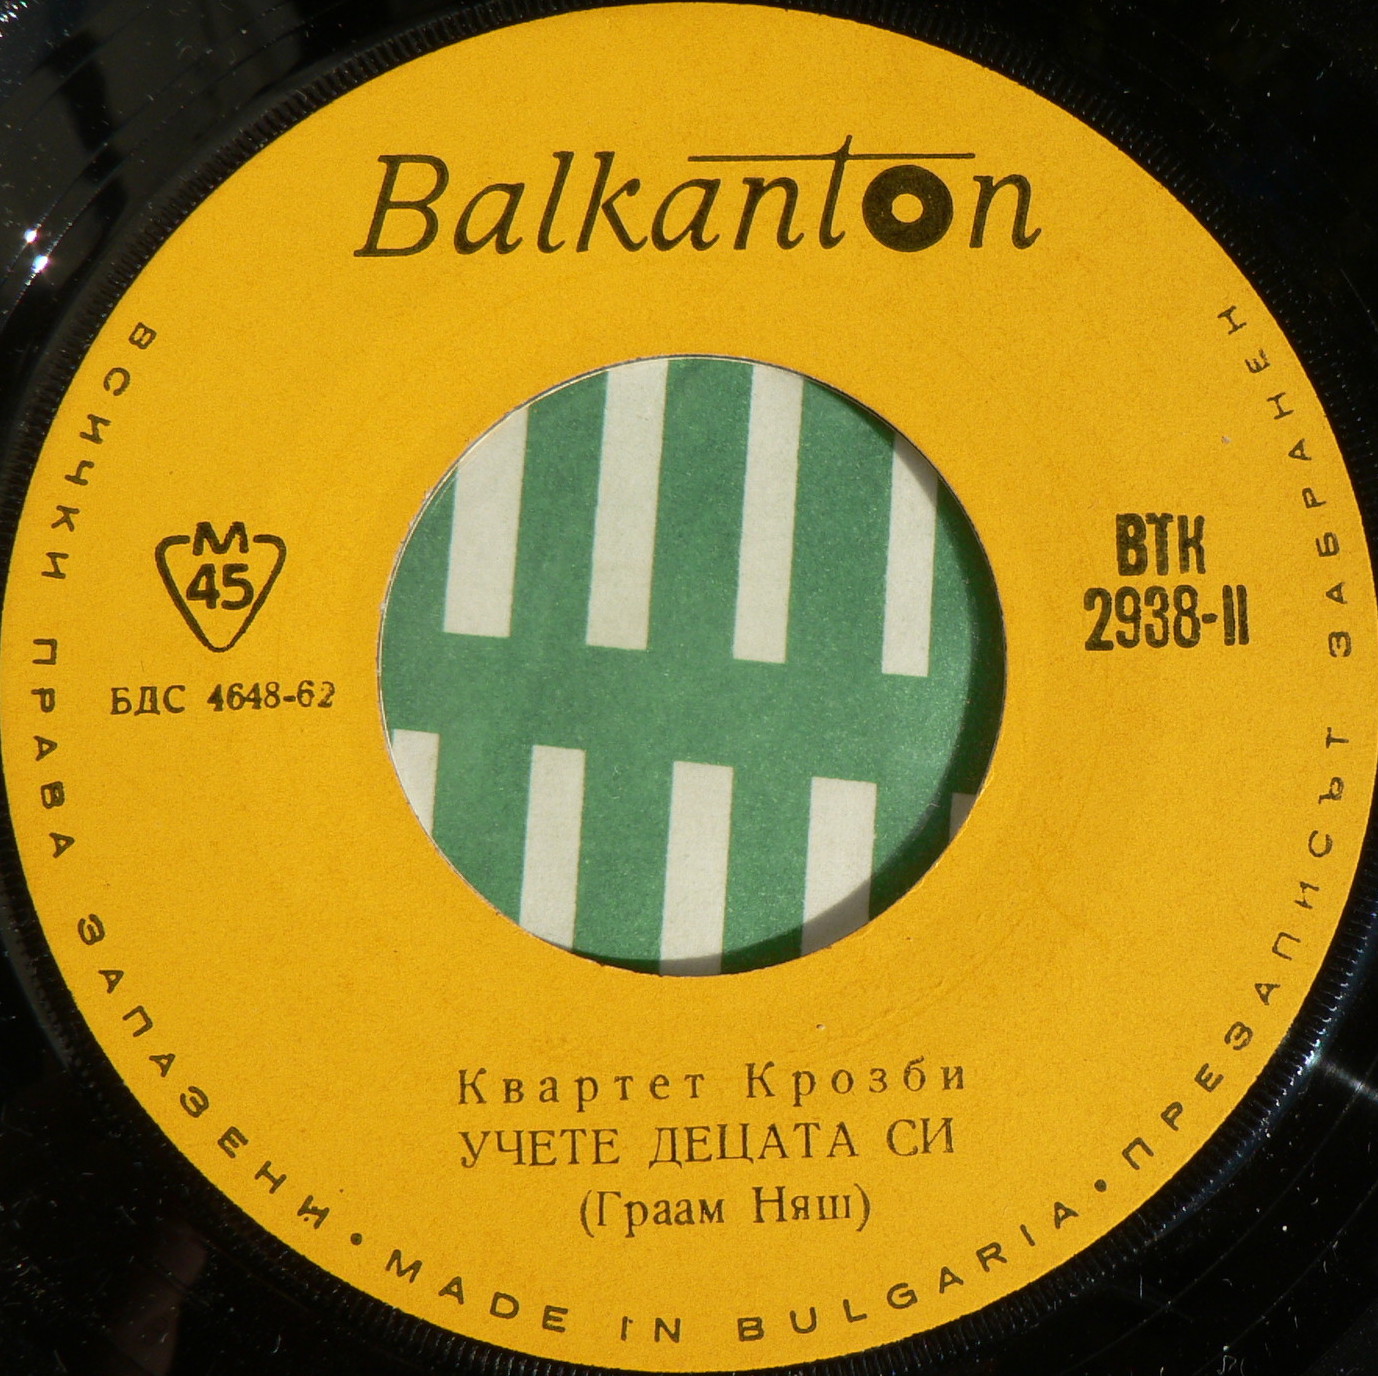 Balkanton
M
45
БДС 4648-62
ВТК
2938-II
Квартет Крозби
УЧЕТЕ ДЕЦАТА СИ
(Граам Няш)
ВСИЧКИ ПРАВА ЗАПАЗЕНИ • MADE IN BULGARIA • ПРЕЗАПИСЪТ ЗАБРАНЕН